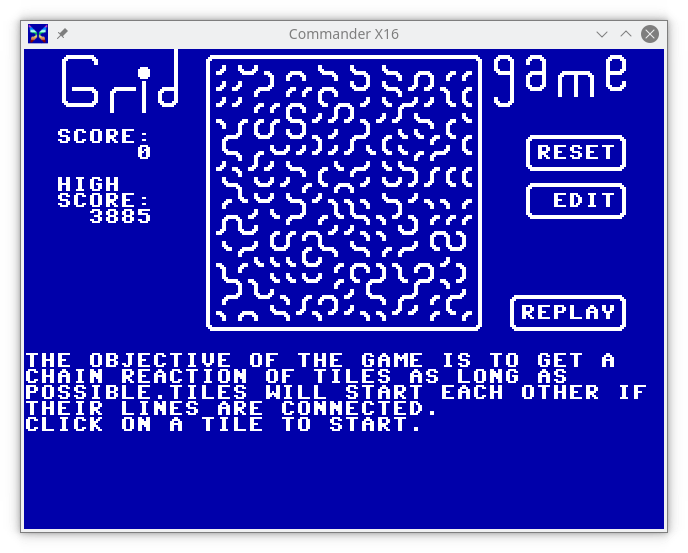 Commander X16
Grid game
SCORE:
0
HIGH
SCORE:
3885
RESET
EDIT
REPLAY
THE OBJECTIVE OF THE GAME IS TO GET A
CHAIN REACTION OF TILES AS LONG AS
POSSIBLE.TILES WILL START EACH OTHER IF
THEIR LINES ARE CONNECTED.
CLICK ON A TILE TO START.